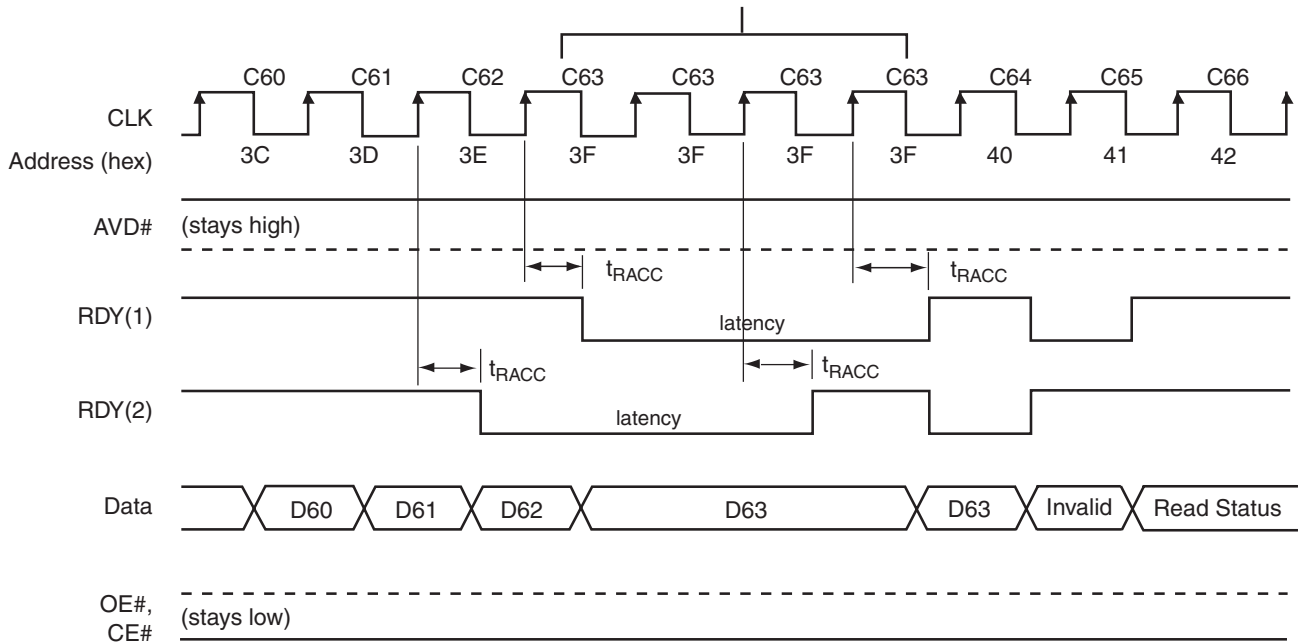 C60 C61 C62 C63 C63 C63 C63 C64 C65 C66
CLK
Address (hex) 3C 3D 3E 3F 3F 3F 3F 40 41 42
AVD# (stays high)
tRACC tRACC
RDY(1) latency
tRACC tRACC
RDY(2) latency
Data D60 D61 D62 D63 D63 Invalid Read Status
OE#,
CE# (stays low)